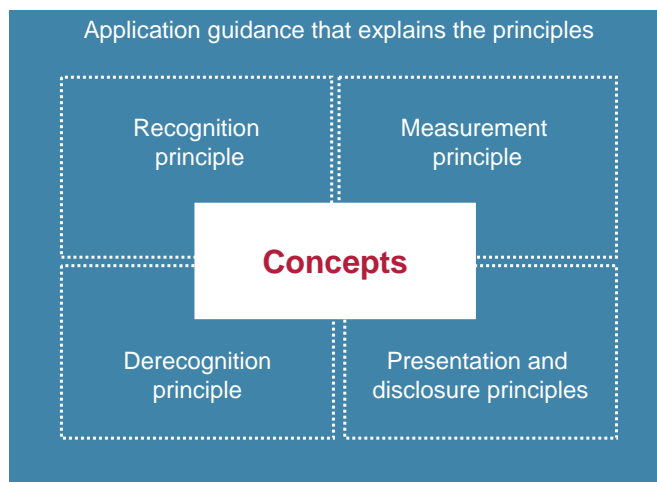 Application guidance that explains the principles
Recognition
principle
Measurement
principle
Concepts
Derecognition
principle
Presentation and
disclosure principles